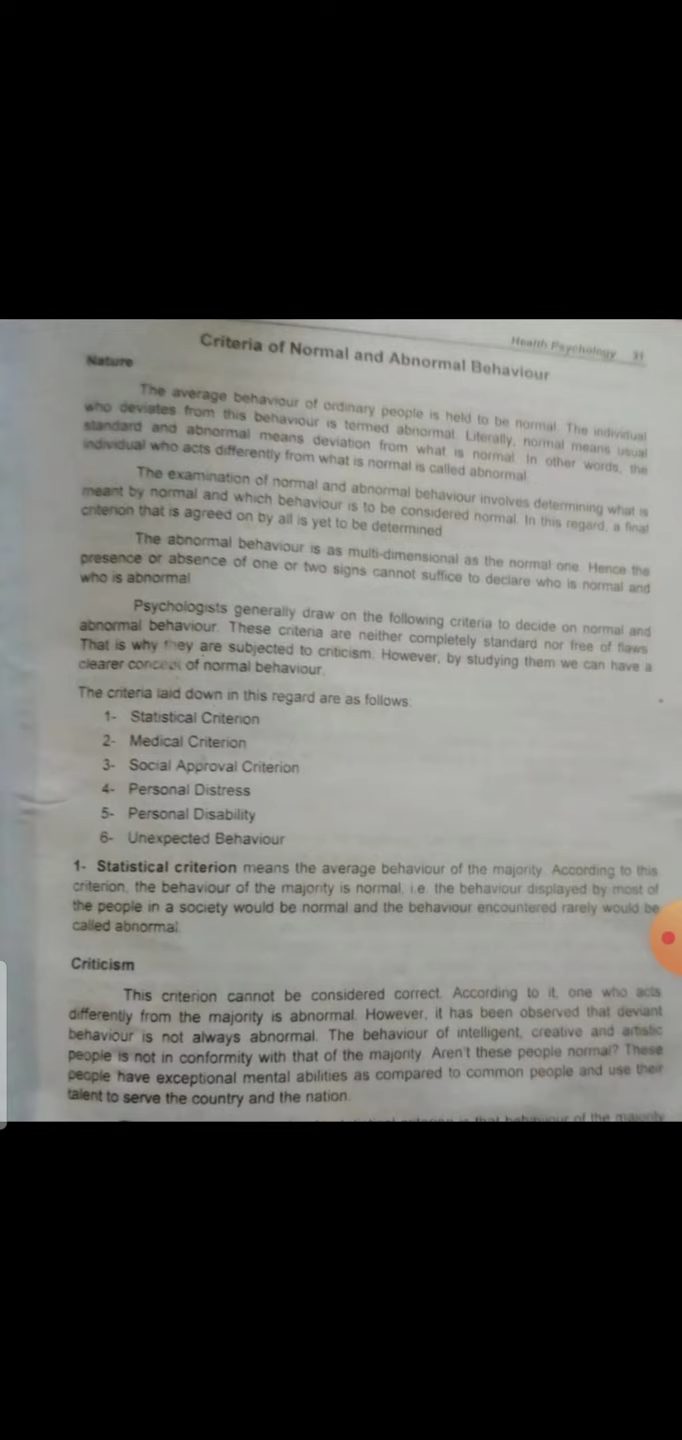 Health Psychology 31
Criteria of Normal and Abnormal Behaviour
Nature
The average behaviour of ordinary people is held to be normal. The individual
who deviates from this behaviour is termed abnormal. Literally, normal means usual
standard and abnormal means deviation from what is normal. In other words, the
individual who acts differently from what is normal is called abnormal.
The examination of normal and abnormal behaviour involves determining what is
meant by normal and which behaviour is to be considered normal. In this regard, a final
criterion that is agreed on by all is yet to be determined.
The abnormal behaviour is as multi-dimensional as the normal one. Hence the
presence or absence of one or two signs cannot suffice to declare who is normal and
who is abnormal.
Psychologists generally draw on the following criteria to decide on normal and
abnormal behaviour. These criteria are neither completely standard nor free of flaws.
That is why they are subjected to criticism. However, by studying them we can have a
clearer concept of normal behaviour.
The criteria laid down in this regard are as follows:
1- Statistical Criterion
2- Medical Criterion
3- Social Approval Criterion
4- Personal Distress
5- Personal Disability
6- Unexpected Behaviour
1- Statistical criterion means the average behaviour of the majority. According to this
criterion, the behaviour of the majority is normal, i.e. the behaviour displayed by most of
the people in a society would be normal and the behaviour encountered rarely would be
called abnormal.
Criticism
This criterion cannot be considered correct. According to it, one who acts
differently from the majority is abnormal. However, it has been observed that deviant
behaviour is not always abnormal. The behaviour of intelligent, creative and artistic
people is not in conformity with that of the majority. Aren't these people normal? These
people have exceptional mental abilities as compared to common people and use their
talent to serve the country and the nation.
criterion is that behaviour of the majority